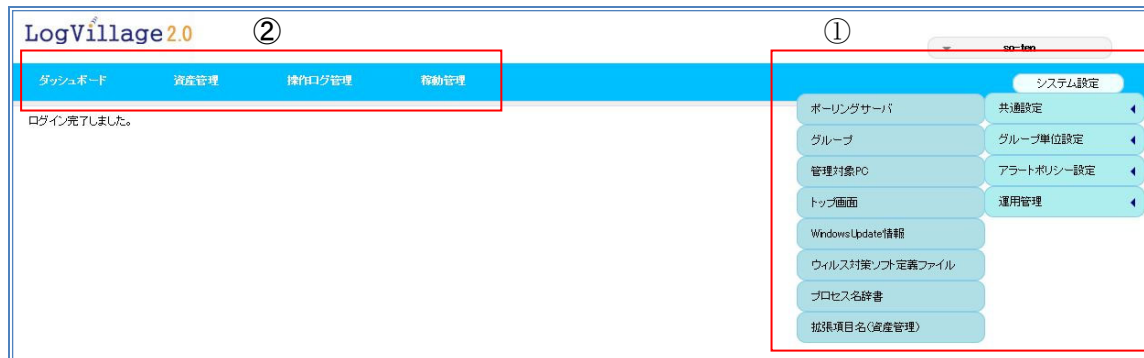 LogVillage2.0
②
①
so-ten
ダッシュボード 資産管理 操作ログ管理 稼動管理
システム設定
ログイン完了しました。
ポーリングサーバ 共通設定
グループ グループ単位設定
管理対象PC アラートポリシー設定
トップ画面 運用管理
WindowsUpdate情報
ウィルス対策ソフト定義ファイル
プロセス名辞書
拡張項目名(資産管理)